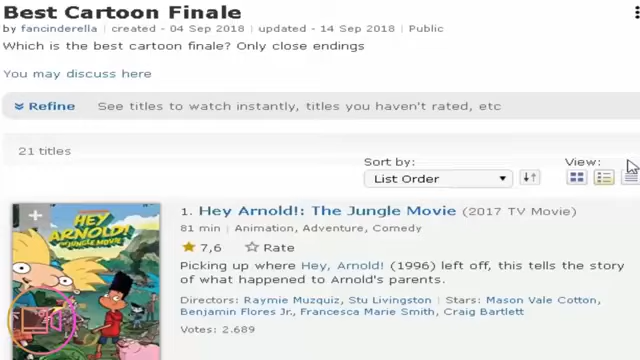 Best Cartoon Finale
by fancinderella | created - 04 Sep 2018 | updated - 14 Sep 2018 | Public
Which is the best cartoon finale? Only close endings
You may discuss here
Refine See titles to watch instantly, titles you haven't rated, etc
21 titles
Sort by: View:
List Order
1. Hey Arnold!: The Jungle Movie (2017 TV Movie)
81 min | Animation, Adventure, Comedy
7,6 Rate
Picking up where Hey, Arnold! (1996) left off, this tells the story
of what happened to Arnold's parents.
Directors: Raymie Muzquiz, Stu Livingston | Stars: Mason Vale Cotton,
Benjamin Flores Jr., Francesca Marie Smith, Craig Bartlett
Votes: 2.689
HEY
ARNOLD!
THE JUNGLE MOVIE